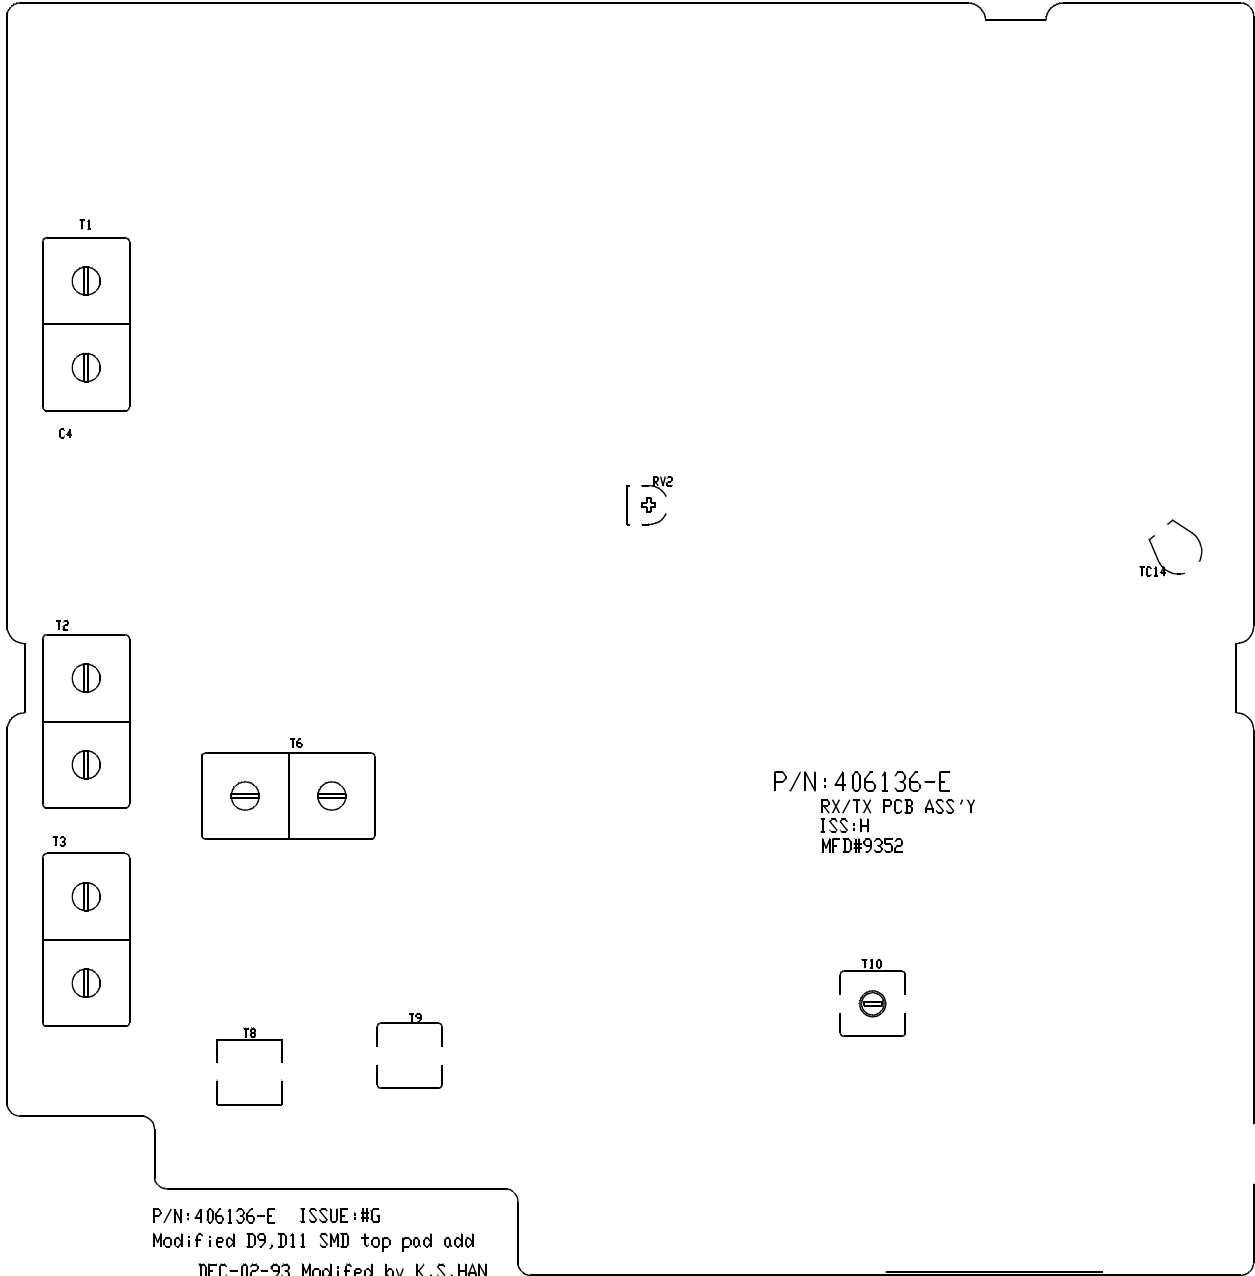 T1
C4
RV2
TC14
T2
T6
P/N:406136-E
RX/TX PCB ASS'Y
ISS:H
MFD#9352
T3
T10
T9
T8
P/N:406136-E ISSUE:#G
Modified D9,D11 SMD top pad add
DEC-02-93 Modifed by K.S.HAN